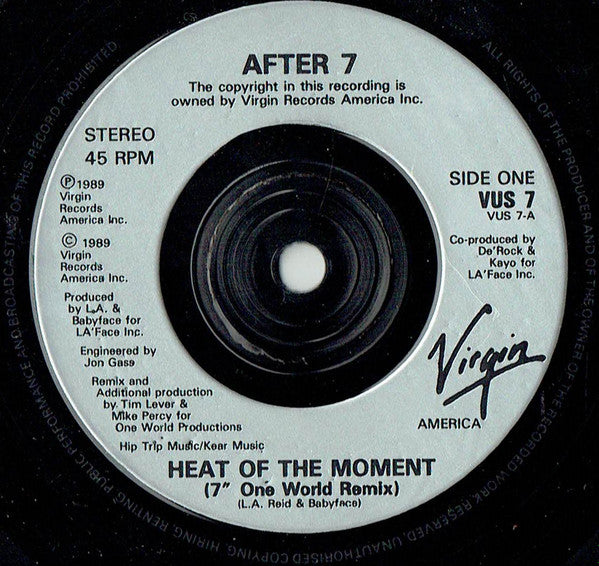 AFTER 7
The copyright in this recording is
owned by Virgin Records America Inc.
STEREO
45 RPM
Ⓟ 1989
Virgin
Records
America Inc.
© 1989
Virgin
Records
America Inc.
Produced
by L.A. &
Babyface for
LA'Face Inc.
Engineered by
Jon Gass
Remix and
Additional production
by. Tim Lever &
Mike Percy for
One World Productions
Hip Trip Music/Kear Music
SIDE ONE
VUS 7
VUS 7-A
Co-produced by
De'Rock &
Kayo for
LA'Face Inc.
Virgin
AMERICA
HEAT OF THE MOMENT
(7" One World Remix)
(L.A. Reid & Babyface)
ALL RIGHTS OF THE PRODUCER AND OF THE OWNER OF THE RECORDED WORK RESERVED. UNAUTHORISED COPYING, HIRING, RENTING, PUBLIC PERFORMANCE AND BROADCASTING OF THIS RECORD PROHIBITED